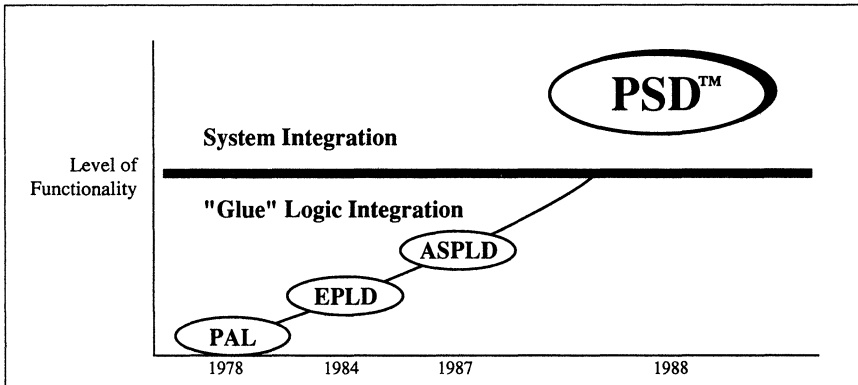 PSD™
System Integration
Level of
Functionality
"Glue" Logic Integration
ASPLD
EPLD
PAL
1978 1984 1987 1988